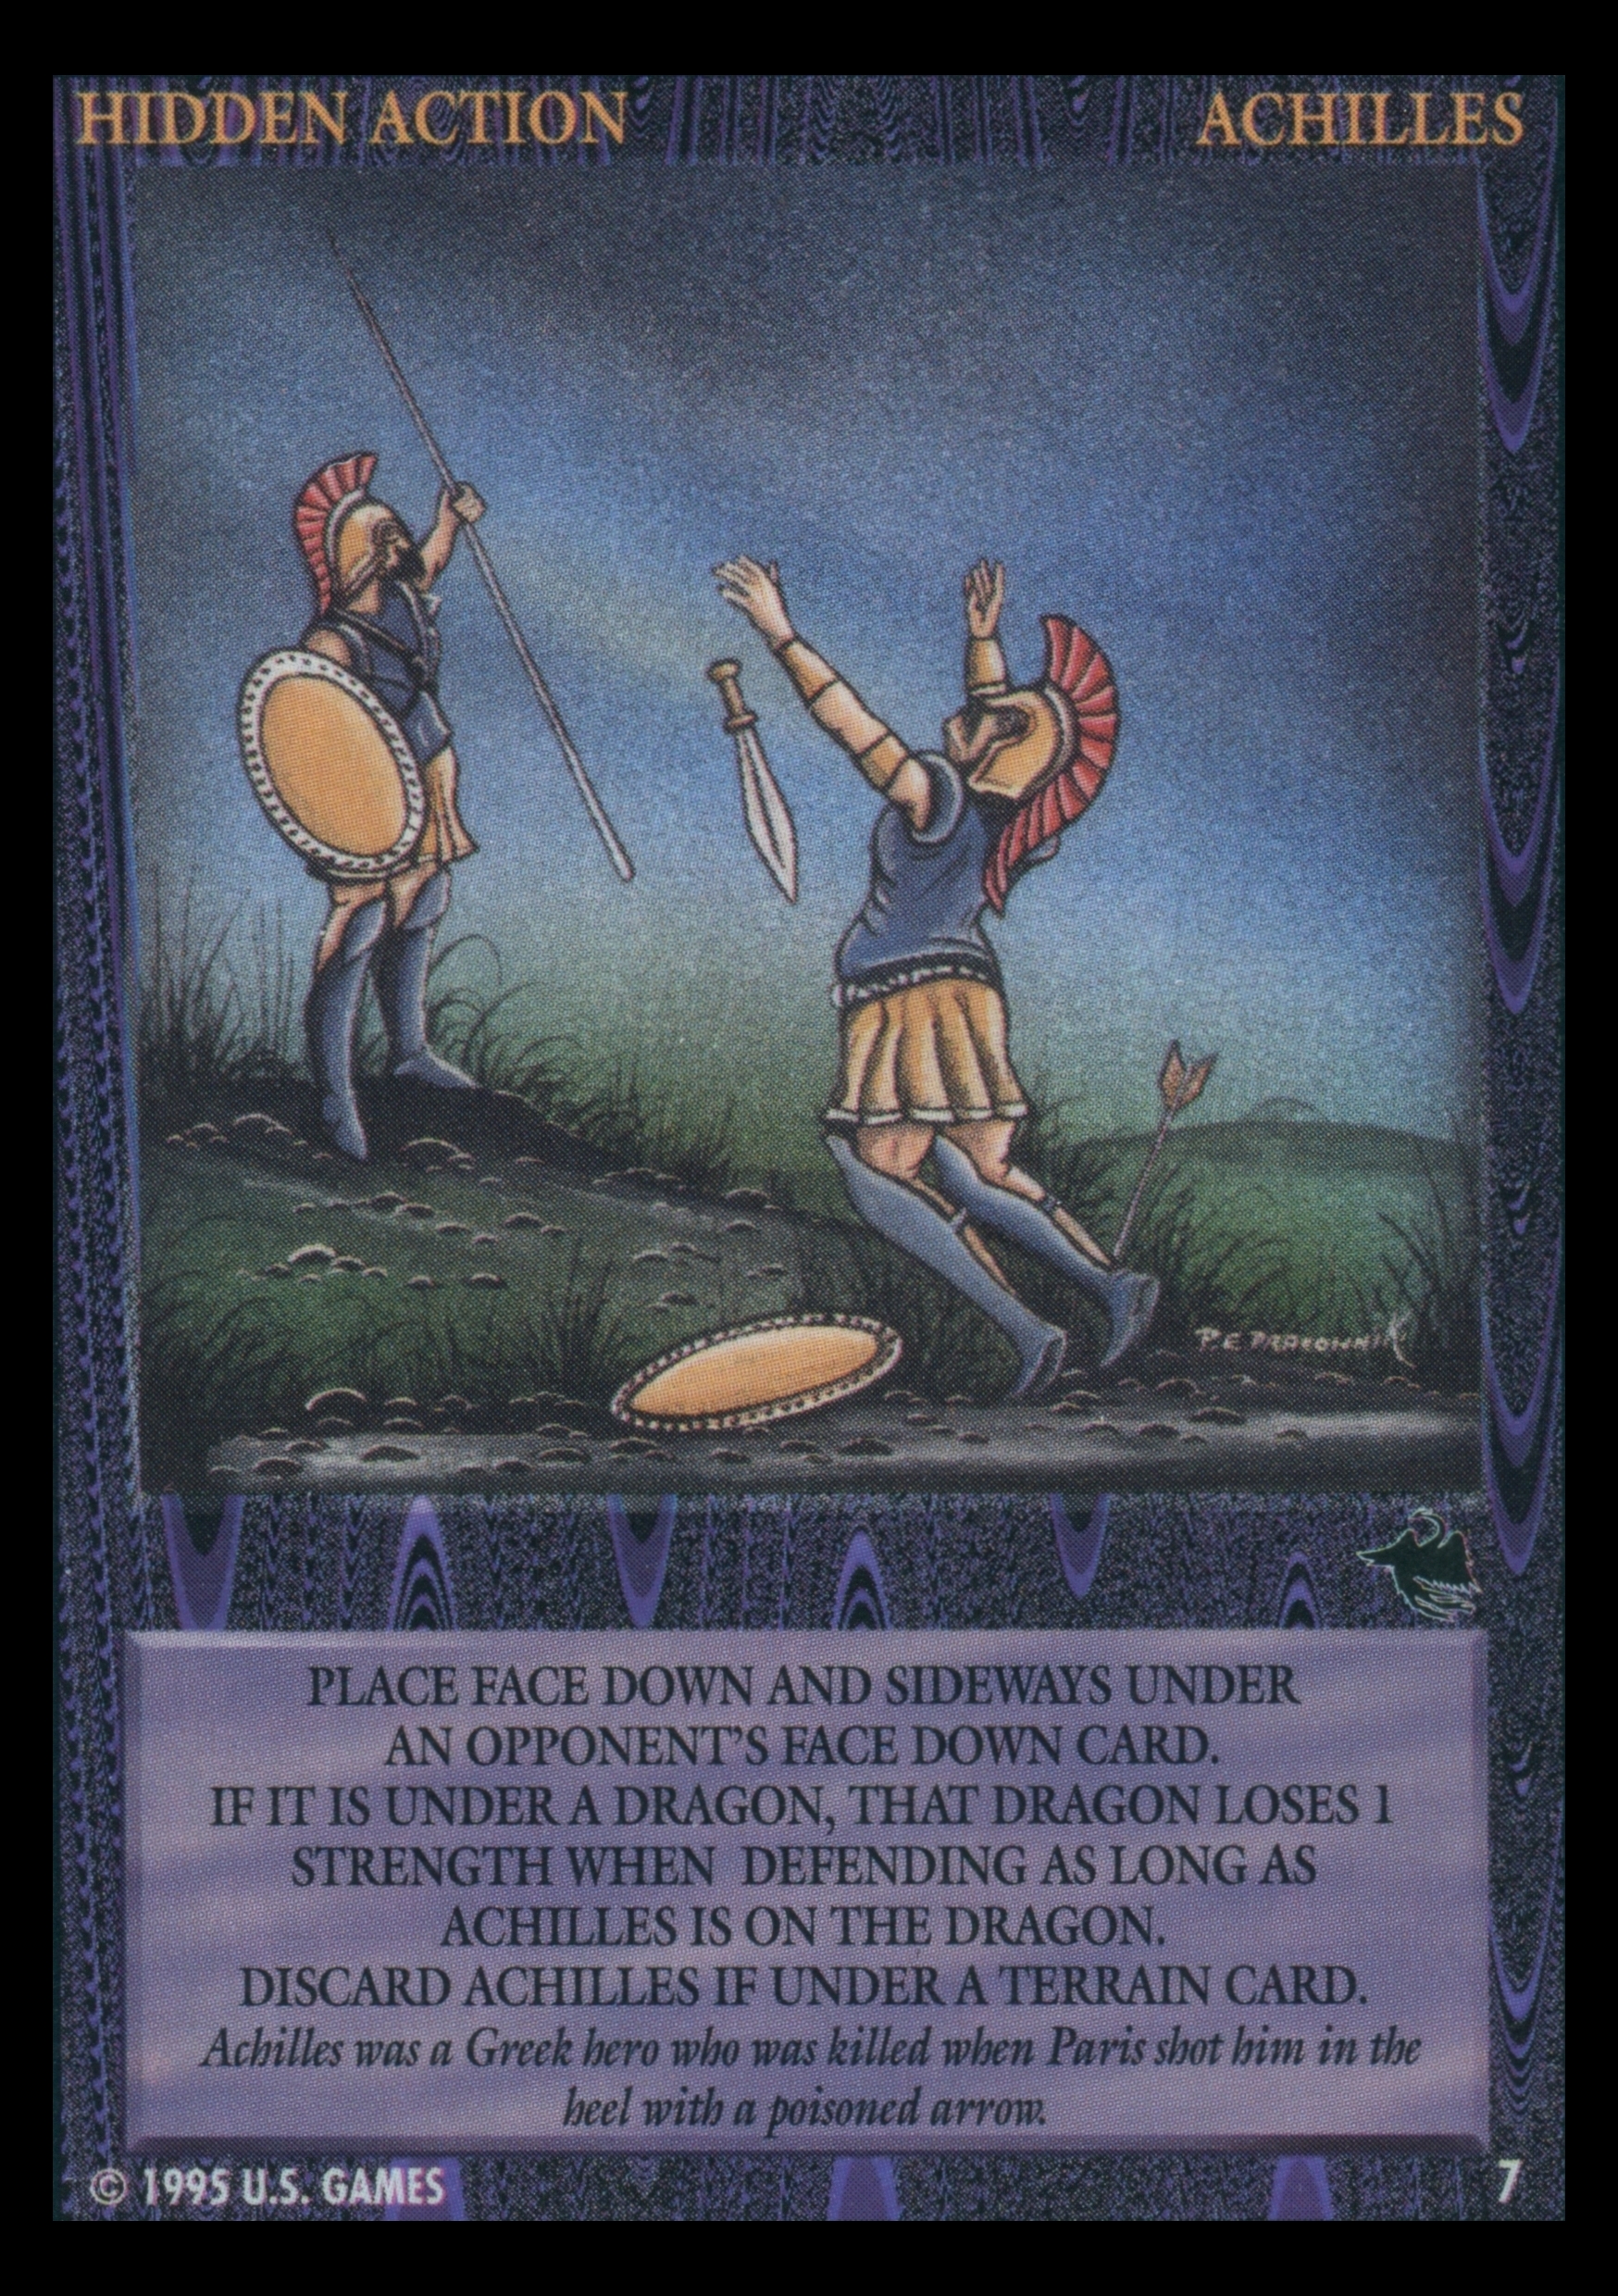 HIDDEN ACTION
ACHILLES
P.E. PRACOWNIK
PLACE FACE DOWN AND SIDEWAYS UNDER
AN OPPONENT'S FACE DOWN CARD.
IF IT IS UNDER A DRAGON, THAT DRAGON LOSES 1
STRENGTH WHEN DEFENDING AS LONG AS
ACHILLES IS ON THE DRAGON.
DISCARD ACHILLES IF UNDER A TERRAIN CARD.
Achilles was a Greek hero who was killed when Paris shot him in the
heel with a poisoned arrow.
© 1995 U.S. GAMES
7